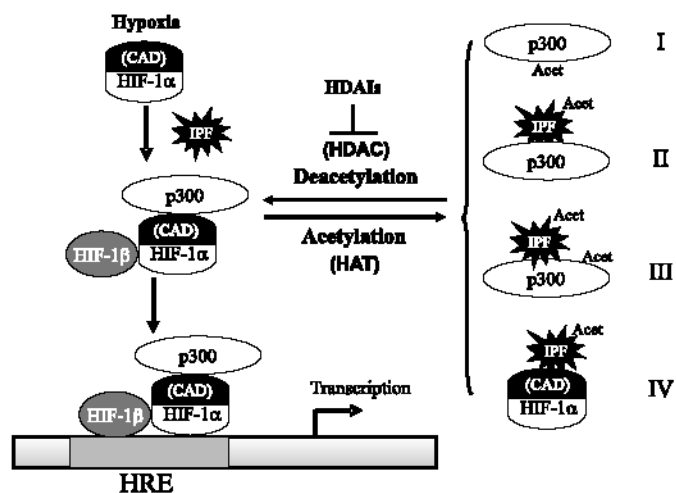 Hypoxia
(CAD)
HIF-1α
IPF
p300
(CAD)
HIF-1β
HIF-1α
p300
(CAD)
HIF-1β
HIF-1α
HRE
Transcription
HDAIs
(HDAC)
Deacetylation
Acetylation
(HAT)
p300
Acet
I
Acet
IPF
p300
II
Acet
IPF
Acet
p300
III
Acet
IPF
(CAD)
HIF-1α
IV